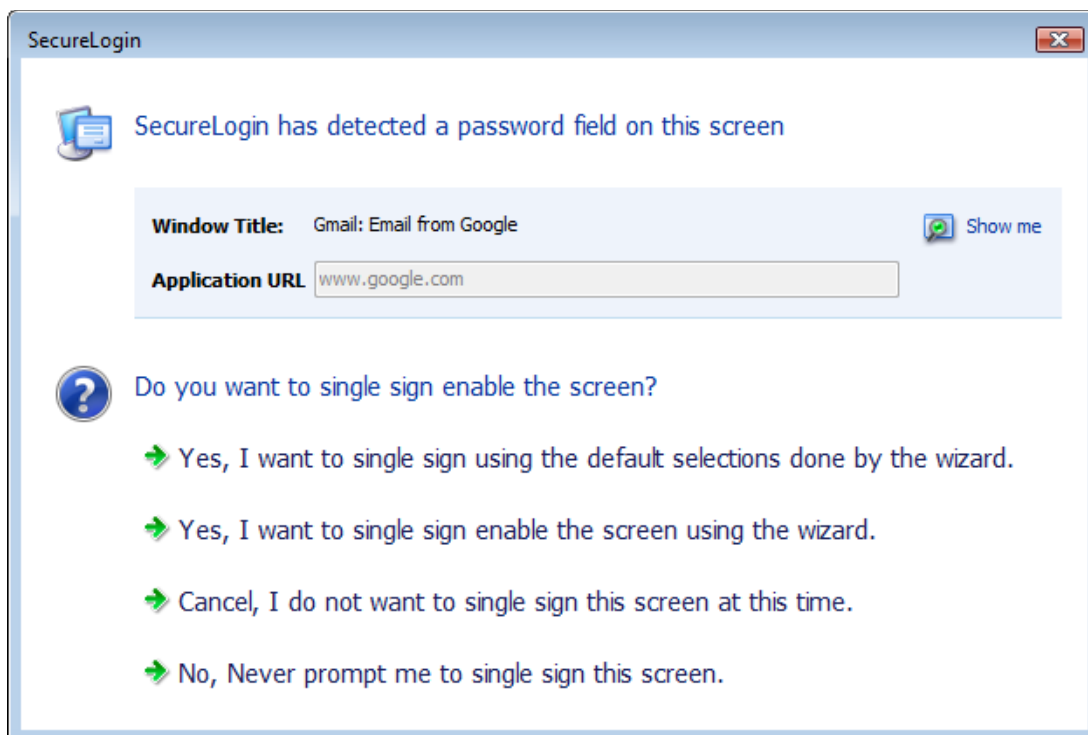 SecureLogin
SecureLogin has detected a password field on this screen
Window Title: Gmail: Email from Google Show me
Application URL www.google.com
Do you want to single sign enable the screen?
Yes, I want to single sign using the default selections done by the wizard.
Yes, I want to single sign enable the screen using the wizard.
Cancel, I do not want to single sign this screen at this time.
No, Never prompt me to single sign this screen.